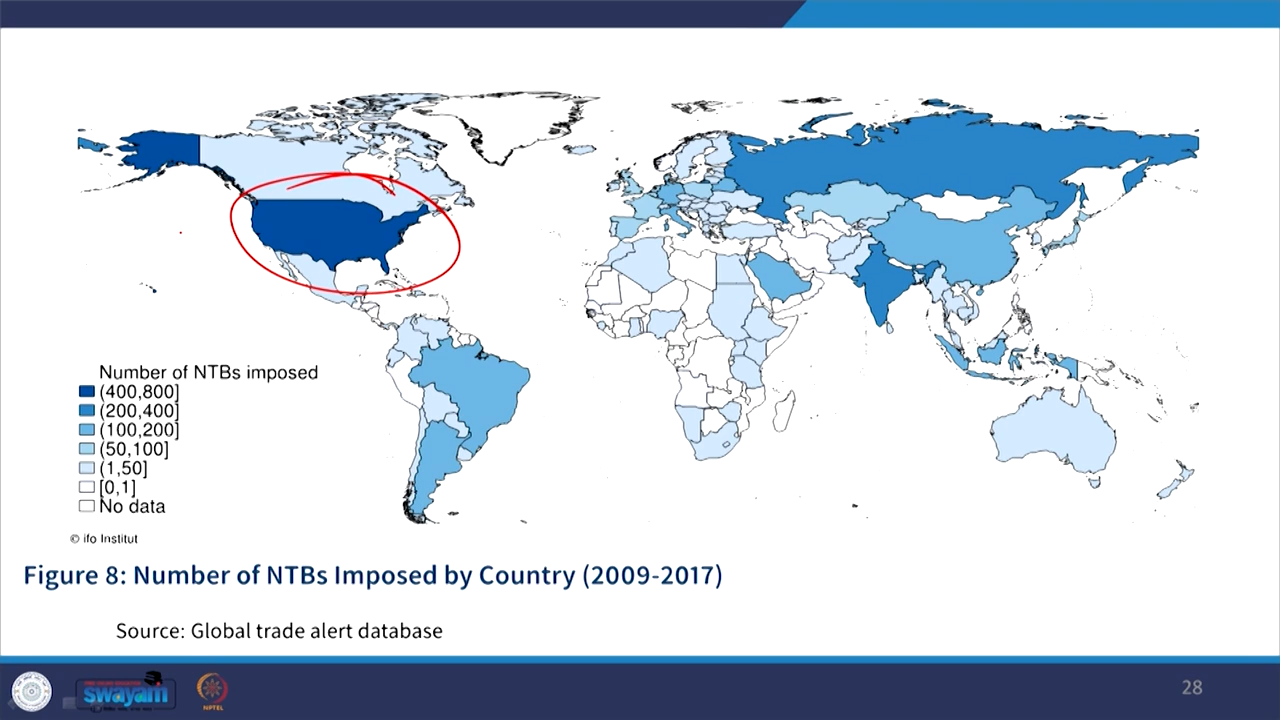 Number of NTBs imposed
(400,800]
(200,400]
(100,200]
(50,100]
(1,50]
[0,1]
No data
© ifo Institut
Figure 8: Number of NTBs Imposed by Country (2009-2017)
Source: Global trade alert database
swayam
NPTEL
28